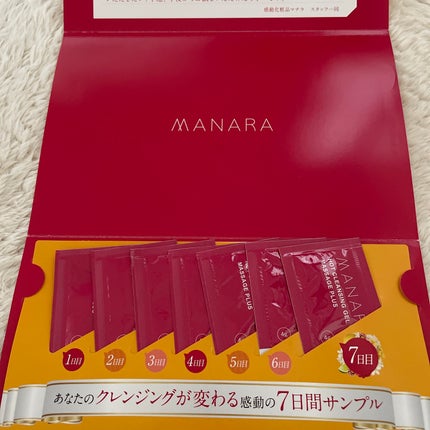 感動化粧品マナラ スタッフ一同
MANARA
MANARA
HOT CLEANSING GEL
MASSAGE PLUS
MASSAGE PLUS
1日目
2日目
3日目
4日目
5日目
6日目
7日目
あなたのクレンジングが変わる感動の7日間サンプル